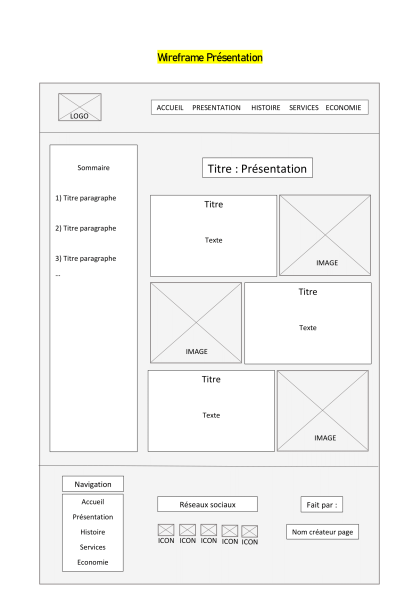 Wireframe Présentation
LOGO
ACCUEIL PRESENTATION HISTOIRE SERVICES ECONOMIE
Sommaire
1) Titre paragraphe
2) Titre paragraphe
3) Titre paragraphe
...
Titre : Présentation
Titre
Texte
IMAGE
IMAGE
Titre
Texte
Titre
Texte
IMAGE
Navigation
Accueil
Présentation
Histoire
Services
Economie
Réseaux sociaux
ICON ICON ICON ICON ICON
Fait par :
Nom créateur page